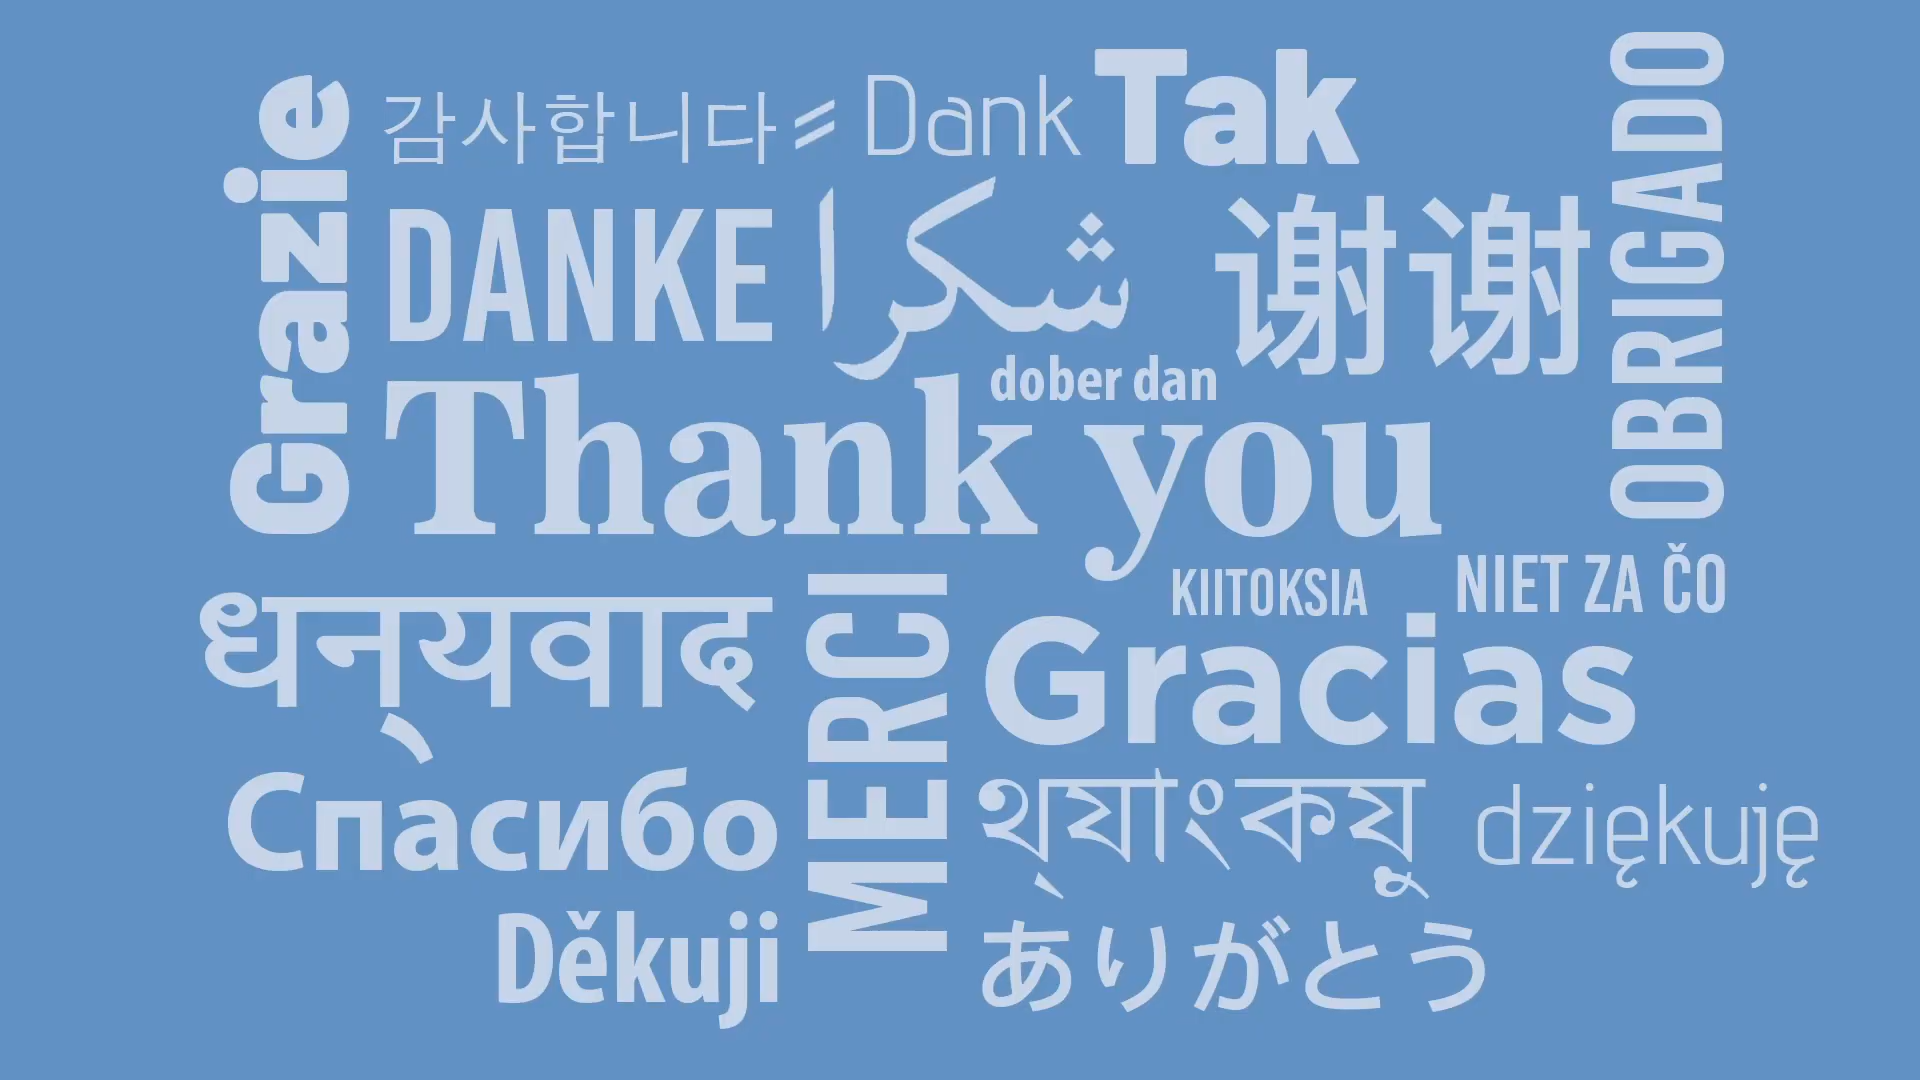 Grazie
감사합니다
Dank
Tak
OBRIGADO
DANKE
شكرا
谢谢
dober dan
Thank you
KIITOKSIA
NIET ZA ČO
धन्यवाद
MERCI
Gracias
Спасибо
থ্যাংকয্ু
dziękuję
Děkuji
ありがとう